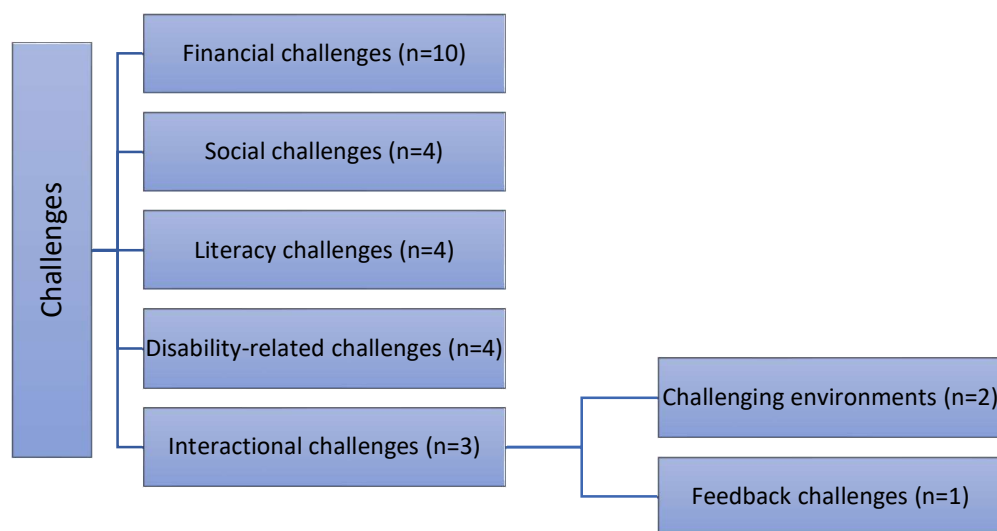 Challenges
Financial challenges (n=10)
Social challenges (n=4)
Literacy challenges (n=4)
Disability-related challenges (n=4)
Interactional challenges (n=3)
Challenging environments (n=2)
Feedback challenges (n=1)